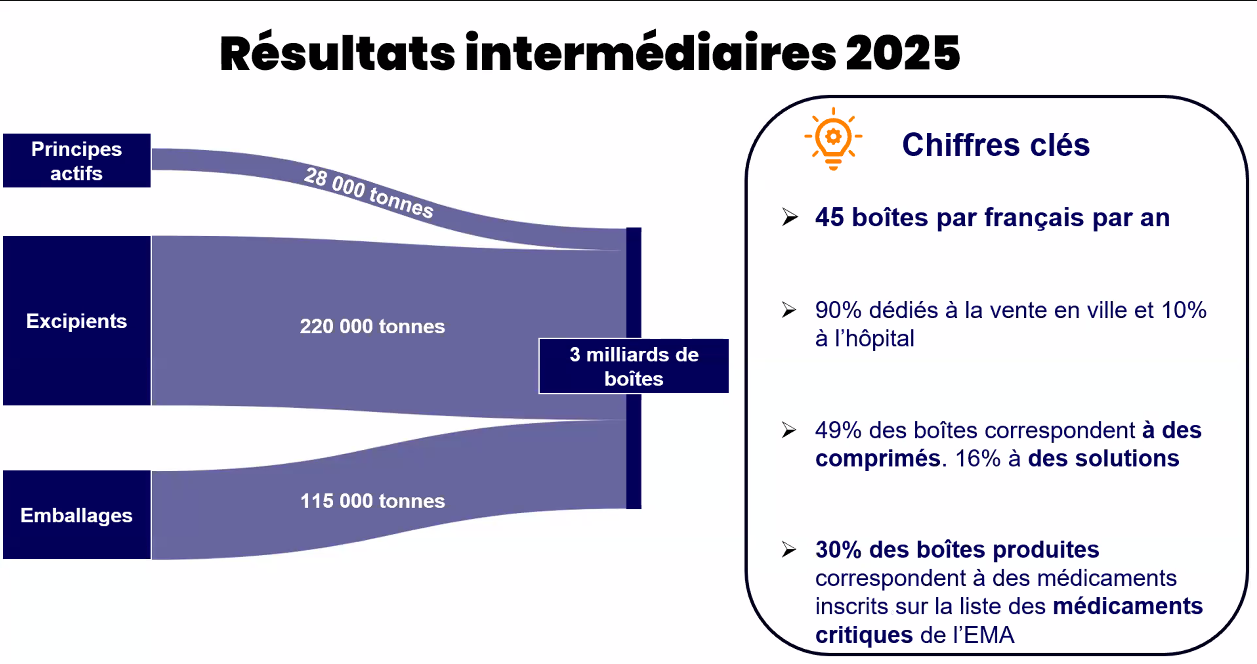 Résultats intermédiaires 2025
Principes
actifs
28 000 tonnes
Excipients
220 000 tonnes
3 milliards de
boîtes
Emballages
115 000 tonnes
Chiffres clés
➢ 45 boîtes par français par an
➢ 90% dédiés à la vente en ville et 10%
à l’hôpital
➢ 49% des boîtes correspondent à des
comprimés. 16% à des solutions
➢ 30% des boîtes produites
correspondent à des médicaments
inscrits sur la liste des médicaments
critiques de l’EMA